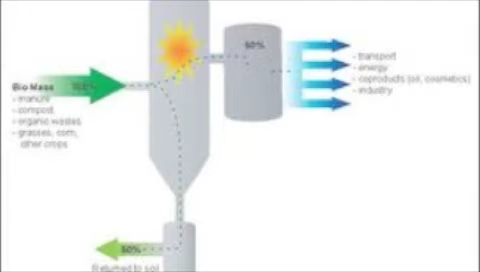 50%
- transport
- energy
- coproducts (oil, cosmetics)
- industry
Bio Mass 100%
- manure
- compost
- organic wastes
- grasses, corn,
other crops
50%
Returned to soil